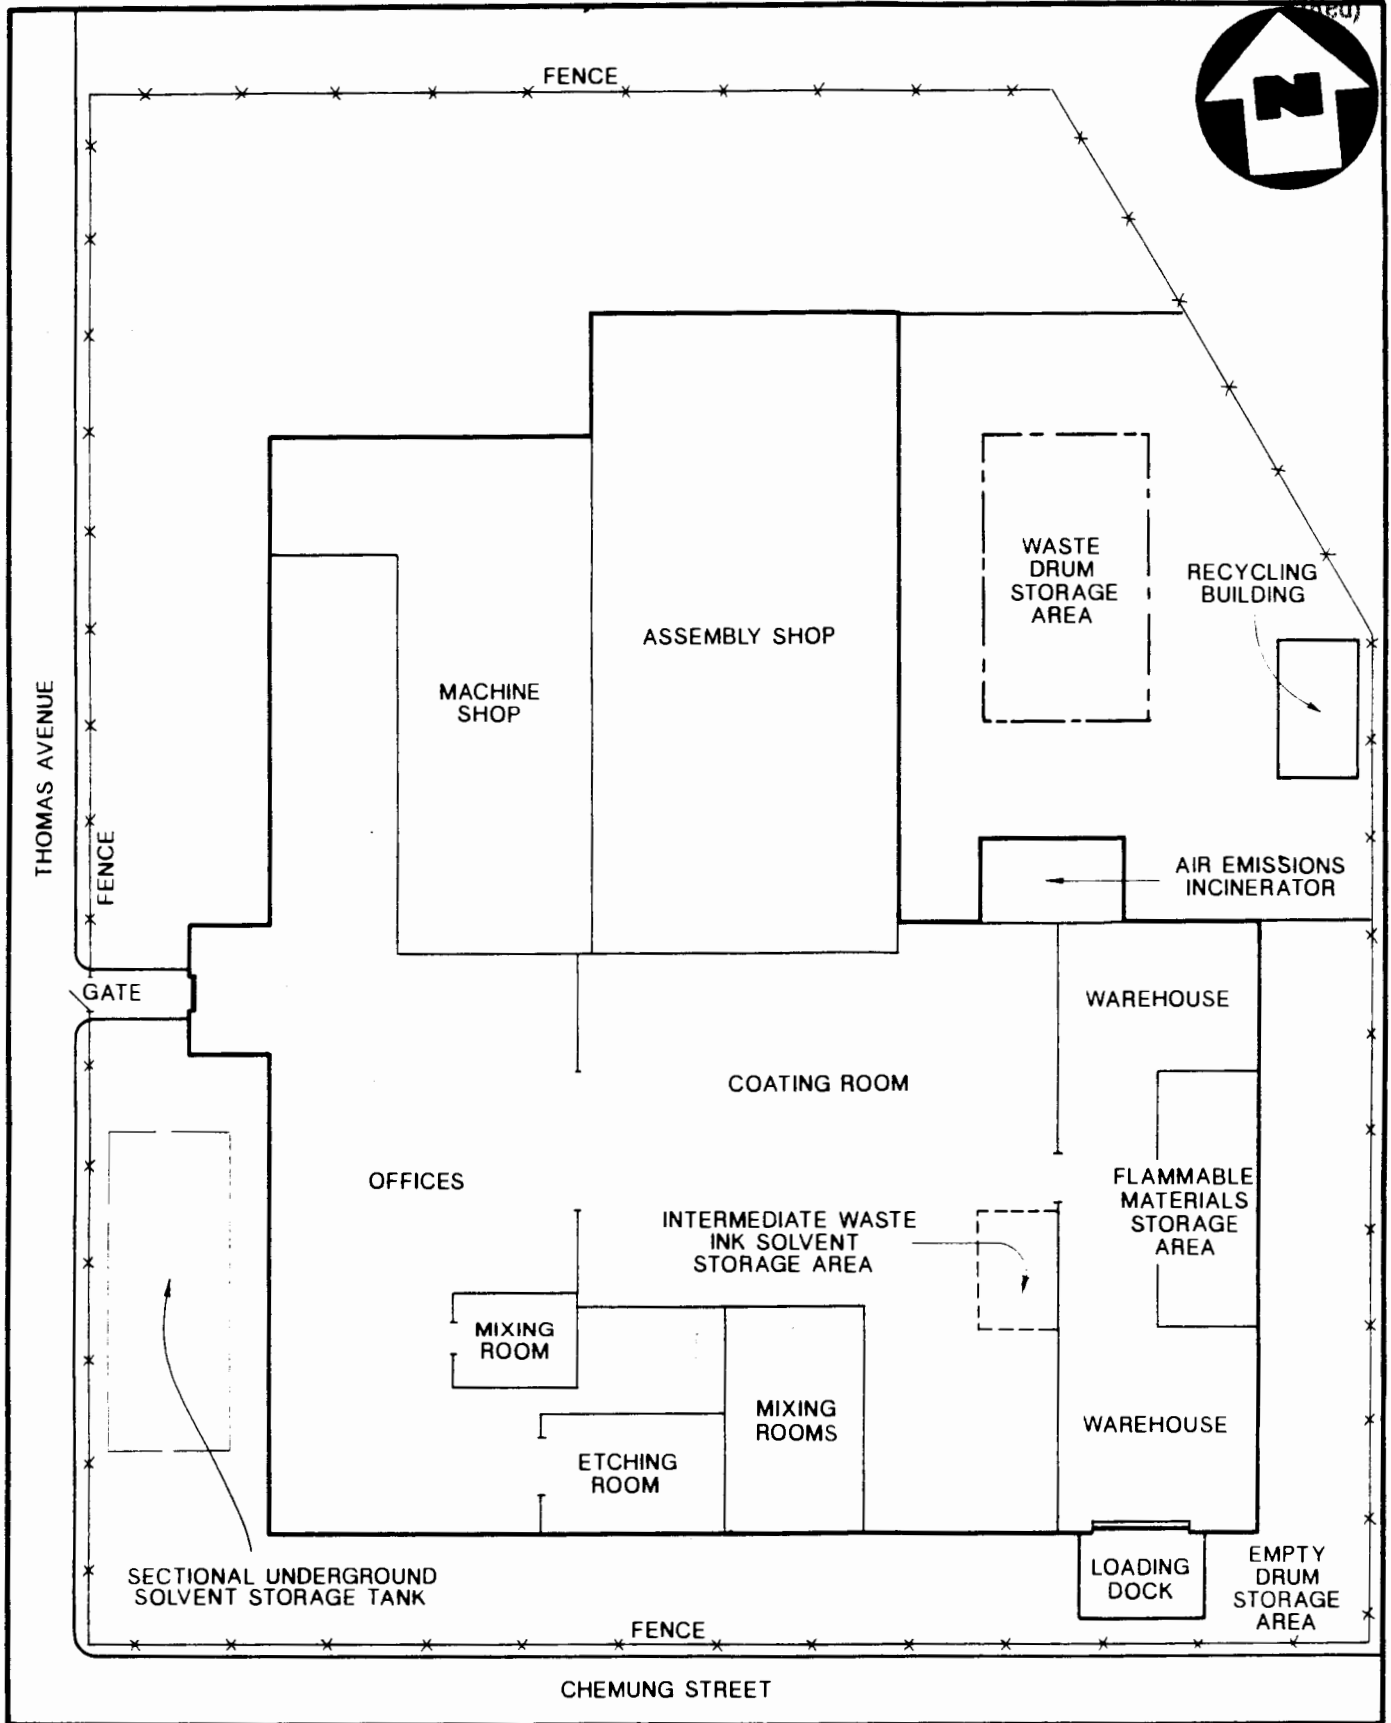 FENCE
N
WASTE
DRUM
STORAGE
AREA
RECYCLING
BUILDING
ASSEMBLY SHOP
MACHINE
SHOP
THOMAS AVENUE
FENCE
AIR EMISSIONS
INCINERATOR
GATE
WAREHOUSE
COATING ROOM
OFFICES
FLAMMABLE
MATERIALS
STORAGE
AREA
INTERMEDIATE WASTE
INK SOLVENT
STORAGE AREA
MIXING
ROOM
MIXING
ROOMS
WAREHOUSE
ETCHING
ROOM
SECTIONAL UNDERGROUND
SOLVENT STORAGE TANK
LOADING
DOCK
EMPTY
DRUM
STORAGE
AREA
FENCE
CHEMUNG STREET